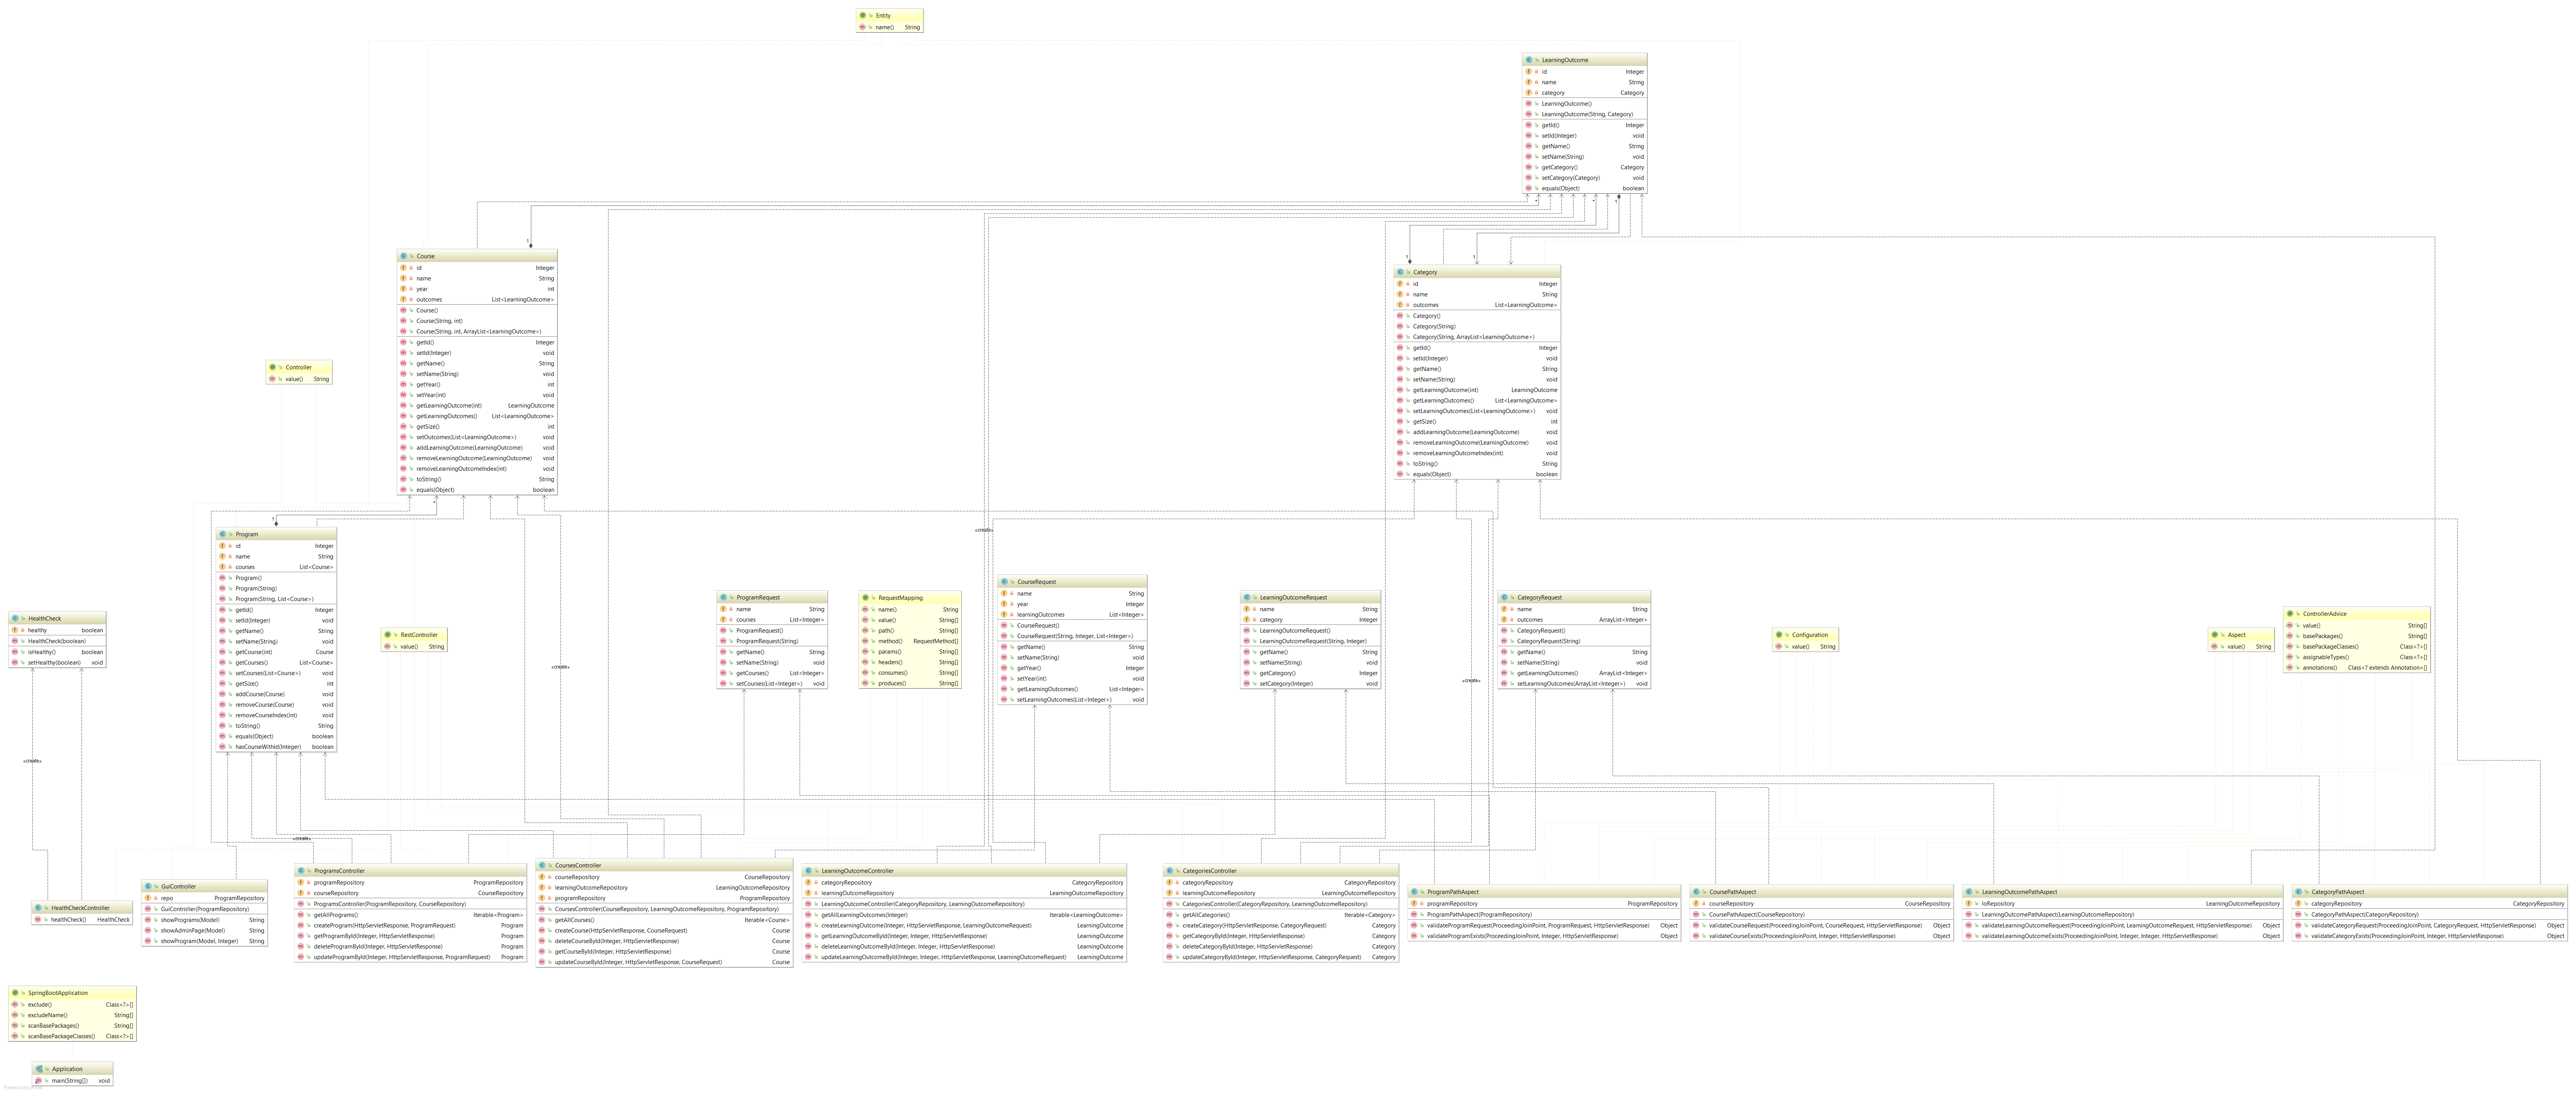 Entity
name() String
LearningOutcome
id Integer
name String
category Category
LearningOutcome()
LearningOutcome(String, Category)
getId() Integer
setId(Integer) void
getName() String
setName(String) void
getCategory() Category
setCategory(Category) void
equals(Object) boolean
* * 1
1
1 1
Course
id Integer
name String
year int
outcomes List<LearningOutcome>
Course()
Course(String, int)
Course(String, int, ArrayList<LearningOutcome>)
getId() Integer
setId(Integer) void
getName() String
setName(String) void
getYear() int
setYear(int) void
getLearningOutcome(int) LearningOutcome
getLearningOutcomes() List<LearningOutcome>
getSize() int
setOutcomes(List<LearningOutcome>) void
addLearningOutcome(LearningOutcome) void
removeLearningOutcome(LearningOutcome) void
removeLearningOutcomeIndex(int) void
toString() String
equals(Object) boolean
Category
id Integer
name String
outcomes List<LearningOutcome>
Category()
Category(String)
Category(String, ArrayList<LearningOutcome>)
getId() Integer
setId(Integer) void
getName() String
setName(String) void
getLearningOutcome(int) LearningOutcome
getLearningOutcomes() List<LearningOutcome>
setLearningOutcomes(List<LearningOutcome>) void
getSize() int
addLearningOutcome(LearningOutcome) void
removeLearningOutcome(LearningOutcome) void
removeLearningOutcomeIndex(int) void
toString() String
equals(Object) boolean
Controller
value() String
*
1
«create»
Program
id Integer
name String
courses List<Course>
Program()
Program(String)
Program(String, List<Course>)
getId() Integer
setId(Integer) void
getName() String
setName(String) void
getCourse(int) Course
getCourses() List<Course>
setCourses(List<Course>) void
getSize() int
addCourse(Course) void
removeCourse(Course) void
removeCourseIndex(int) void
toString() String
equals(Object) boolean
hasCourseWithId(Integer) boolean
HealthCheck
healthy boolean
HealthCheck(boolean)
isHealthy() boolean
setHealthy(boolean) void
RestController
value() String
ProgramRequest
name String
courses List<Integer>
ProgramRequest()
ProgramRequest(String)
getName() String
setName(String) void
getCourses() List<Integer>
setCourses(List<Integer>) void
RequestMapping
name() String
value() String[]
path() String[]
method() RequestMethod[]
params() String[]
headers() String[]
consumes() String[]
produces() String[]
CourseRequest
name String
year Integer
learningOutcomes List<Integer>
CourseRequest()
CourseRequest(String, Integer, List<Integer>)
getName() String
setName(String) void
getYear() Integer
setYear(int) void
getLearningOutcomes() List<Integer>
setLearningOutcomes(List<Integer>) void
LearningOutcomeRequest
name String
category Integer
LearningOutcomeRequest()
LearningOutcomeRequest(String, Integer)
getName() String
setName(String) void
getCategory() Integer
setCategory(Integer) void
CategoryRequest
name String
outcomes ArrayList<Integer>
CategoryRequest()
CategoryRequest(String)
getName() String
setName(String) void
getLearningOutcomes() ArrayList<Integer>
setLearningOutcomes(ArrayList<Integer>) void
Configuration
value() String
Aspect
value() String
ControllerAdvice
value() String[]
basePackages() String[]
basePackageClasses() Class<?>[]
assignableTypes() Class<?>[]
annotations() Class<? extends Annotation>[]
«create»
«create»
«create»
«create»
HealthCheckController
healthCheck() HealthCheck
GuiController
repo ProgramRepository
GuiController(ProgramRepository)
showPrograms(Model) String
showAdminPage(Model) String
showProgram(Model, Integer) String
ProgramsController
programRepository ProgramRepository
courseRepository CourseRepository
ProgramsController(ProgramRepository, CourseRepository)
getAllPrograms() Iterable<Program>
createProgram(HttpServletResponse, ProgramRequest) Program
getProgramById(Integer, HttpServletResponse) Program
deleteProgramById(Integer, HttpServletResponse) Program
updateProgramById(Integer, HttpServletResponse, ProgramRequest) Program
CoursesController
courseRepository CourseRepository
learningOutcomeRepository LearningOutcomeRepository
programRepository ProgramRepository
CoursesController(CourseRepository, LearningOutcomeRepository, ProgramRepository)
getAllCourses() Iterable<Course>
createCourse(HttpServletResponse, CourseRequest) Course
deleteCourseById(Integer, HttpServletResponse) Course
getCourseById(Integer, HttpServletResponse) Course
updateCourseById(Integer, HttpServletResponse, CourseRequest) Course
LearningOutcomeController
categoryRepository CategoryRepository
learningOutcomeRepository LearningOutcomeRepository
LearningOutcomeController(CategoryRepository, LearningOutcomeRepository)
getAllLearningOutcomes(Integer) Iterable<LearningOutcome>
createLearningOutcome(Integer, HttpServletResponse, LearningOutcomeRequest) LearningOutcome
getLearningOutcomeById(Integer, Integer, HttpServletResponse) LearningOutcome
deleteLearningOutcomeById(Integer, Integer, HttpServletResponse) LearningOutcome
updateLearningOutcomeById(Integer, Integer, HttpServletResponse, LearningOutcomeRequest) LearningOutcome
CategoriesController
categoryRepository CategoryRepository
learningOutcomeRepository LearningOutcomeRepository
CategoriesController(CategoryRepository, LearningOutcomeRepository)
getAllCategories() Iterable<Category>
createCategory(HttpServletResponse, CategoryRequest) Category
getCategoryById(Integer, HttpServletResponse) Category
deleteCategoryById(Integer, HttpServletResponse) Category
updateCategoryById(Integer, HttpServletResponse, CategoryRequest) Category
ProgramPathAspect
programRepository ProgramRepository
ProgramPathAspect(ProgramRepository)
validateProgramRequest(ProceedingJoinPoint, ProgramRequest, HttpServletResponse) Object
validateProgramExists(ProceedingJoinPoint, Integer, HttpServletResponse) Object
CoursePathAspect
courseRepository CourseRepository
CoursePathAspect(CourseRepository)
validateCourseRequest(ProceedingJoinPoint, CourseRequest, HttpServletResponse) Object
validateCourseExists(ProceedingJoinPoint, Integer, HttpServletResponse) Object
LearningOutcomePathAspect
loRepository LearningOutcomeRepository
LearningOutcomePathAspect(LearningOutcomeRepository)
validateLearningOutcomeRequest(ProceedingJoinPoint, LearningOutcomeRequest, HttpServletResponse) Object
validateLearningOutcomeExists(ProceedingJoinPoint, Integer, Integer, HttpServletResponse) Object
CategoryPathAspect
categoryRepository CategoryRepository
CategoryPathAspect(CategoryRepository)
validateCategoryRequest(ProceedingJoinPoint, CategoryRequest, HttpServletResponse) Object
validateCategoryExists(ProceedingJoinPoint, Integer, HttpServletResponse) Object
SpringBootApplication
exclude() Class<?>[]
excludeName() String[]
scanBasePackages() String[]
scanBasePackageClasses() Class<?>[]
Application
main(String[]) void